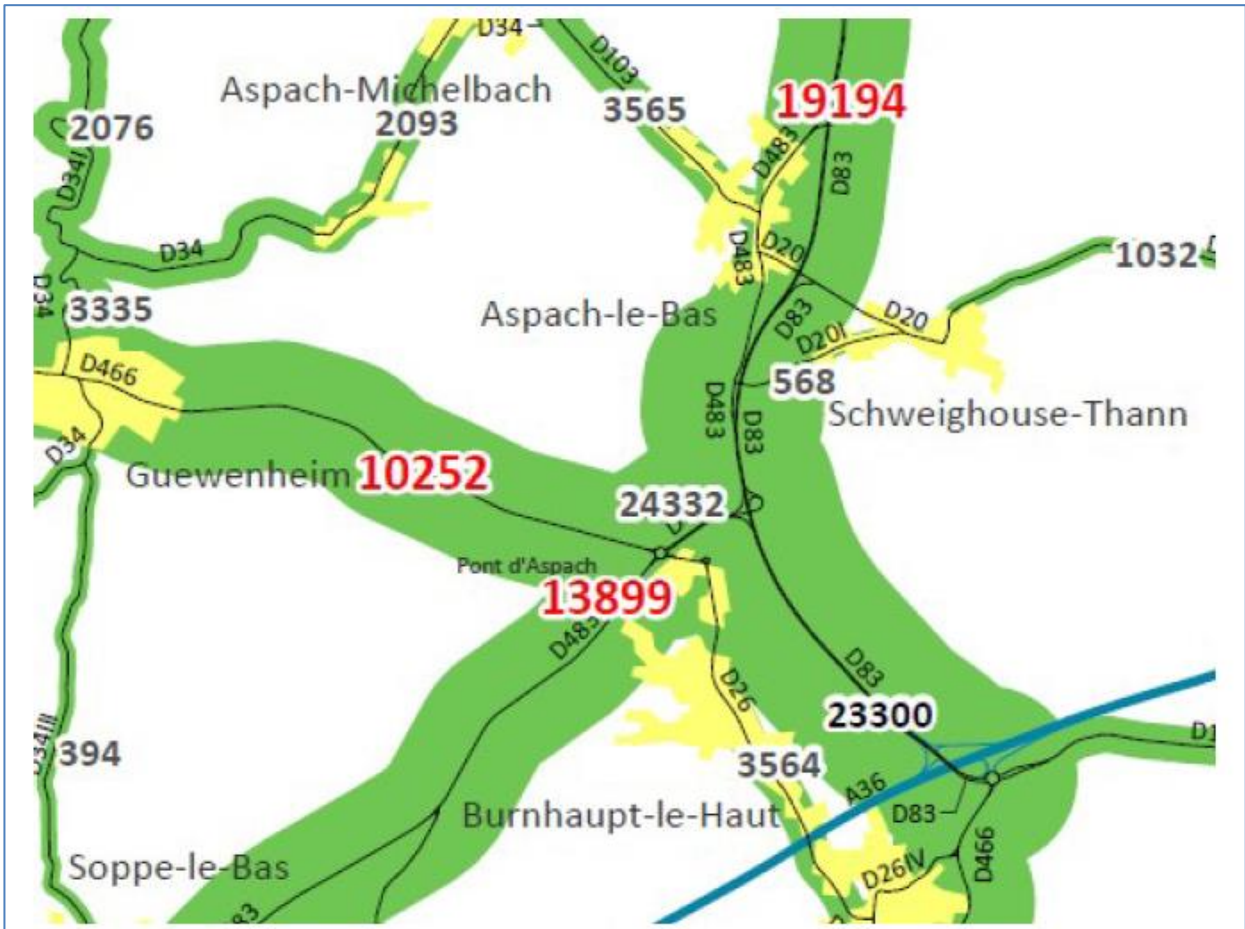 D34
D103
Aspach-Michelbach
19194
3565
2076
2093
D483
D83
D34I
D34
D483
D20
1032
D34
3335
Aspach-le-Bas
D83
D20
D20I
D466
568
D483
D83
Schweighouse-Thann
D34
Guewenheim
10252
24332
Pont d'Aspach
13899
D483
D83
D26
23300
D34III
394
3564
A36
Burnhaupt-le-Haut
D83
D466
Soppe-le-Bas
D26IV